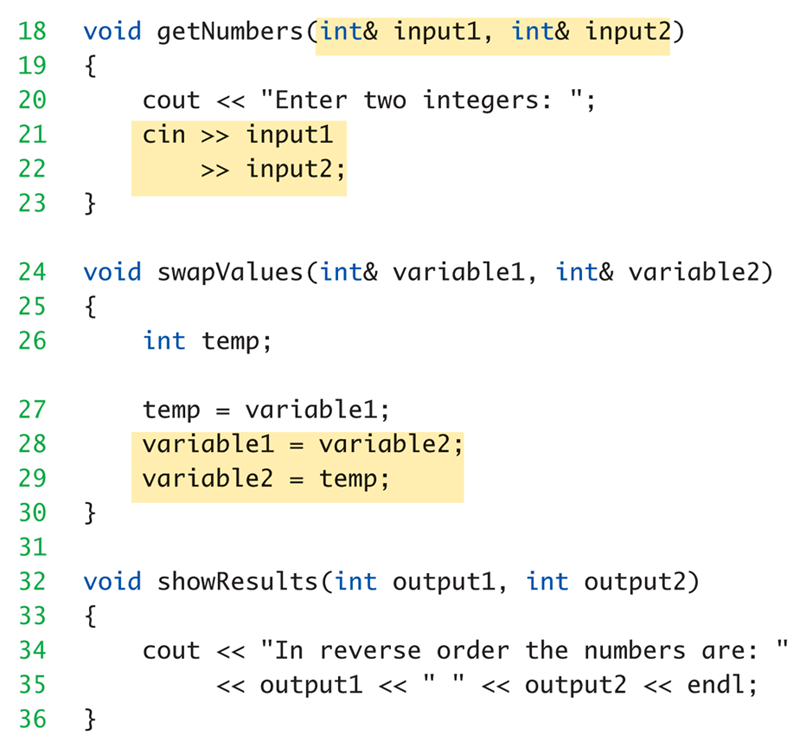 18 void getNumbers(int& input1, int& input2)
19 {
20     cout << "Enter two integers: ";
21     cin >> input1
22         >> input2;
23 }
24 void swapValues(int& variable1, int& variable2)
25 {
26     int temp;
27     temp = variable1;
28     variable1 = variable2;
29     variable2 = temp;
30 }
31
32 void showResults(int output1, int output2)
33 {
34     cout << "In reverse order the numbers are: "
35          << output1 << " " << output2 << endl;
36 }